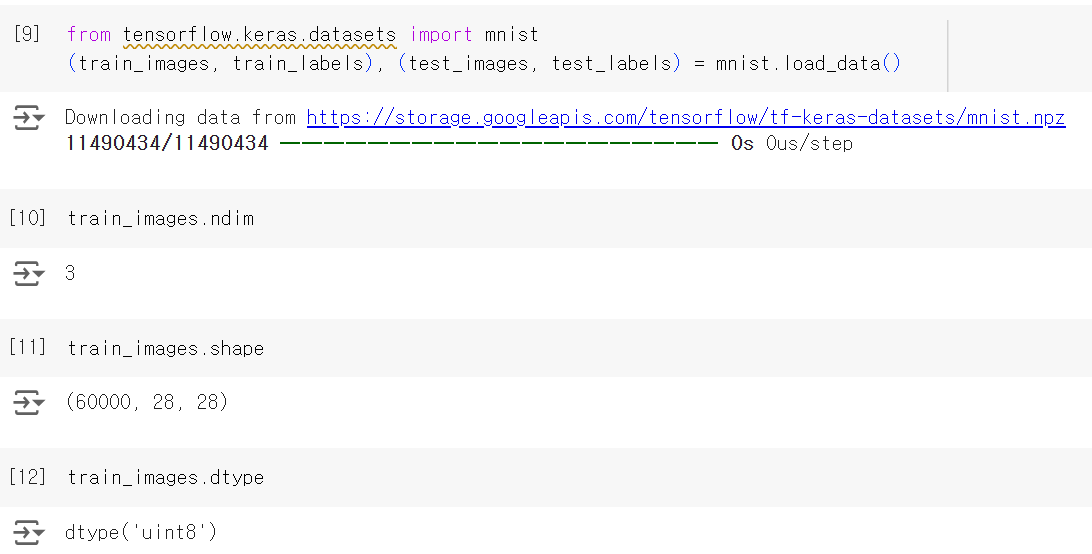 [9] from tensorflow.keras.datasets import mnist
(train_images, train_labels), (test_images, test_labels) = mnist.load_data()
Downloading data from https://storage.googleapis.com/tensorflow/tf-keras-datasets/mnist.npz
11490434/11490434 ━━━━━━━━━━━━━━━━━━━━ 0s 0us/step
[10] train_images.ndim
3
[11] train_images.shape
(60000, 28, 28)
[12] train_images.dtype
dtype('uint8')